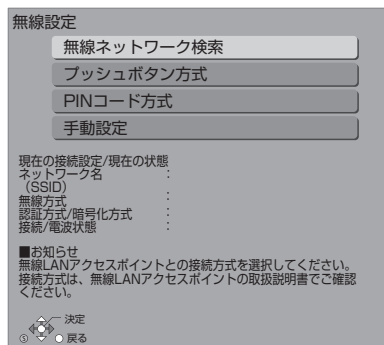 無線設定
無線ネットワーク検索
プッシュボタン方式
PINコード方式
手動設定
現在の接続設定/現在の状態
ネットワーク名 :
(SSID)
無線方式 :
認証方式/暗号化方式 :
接続/電波状態 :
■お知らせ
無線LANアクセスポイントとの接続方式を選択してください。
接続方式は、無線LANアクセスポイントの取扱説明書でご確認
ください。
決定
Ⓢ 戻る